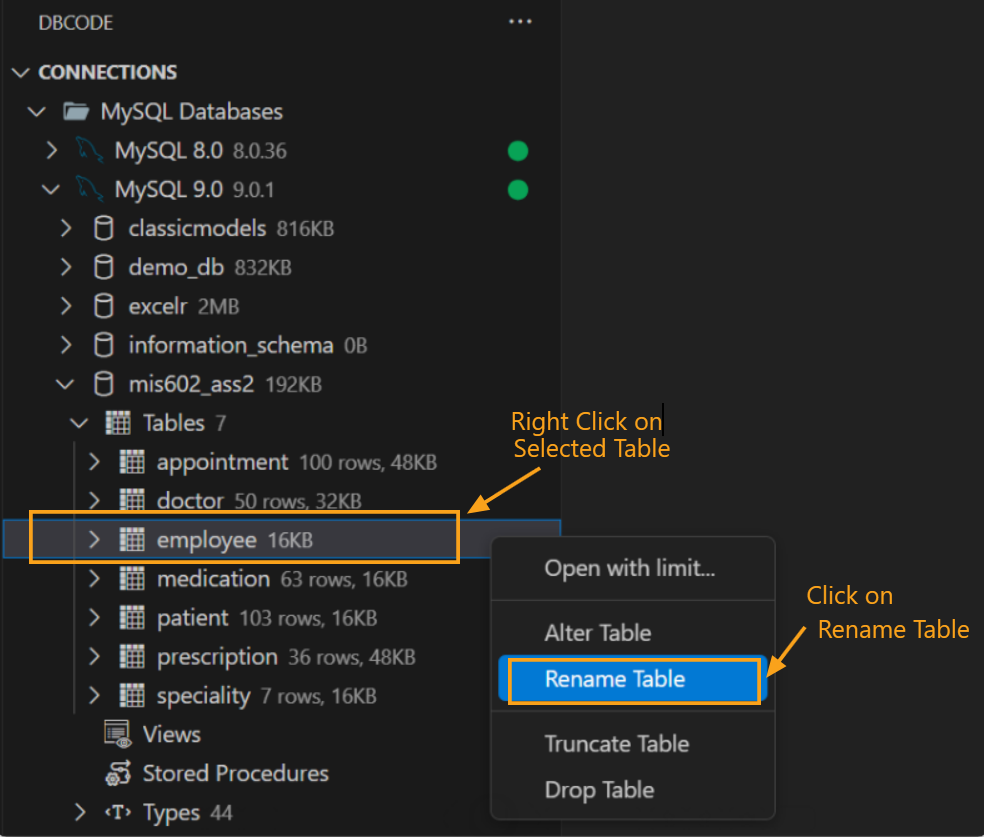 DBCODE ...
CONNECTIONS
MySQL Databases
MySQL 8.0 8.0.36
MySQL 9.0 9.0.1
classicmodels 816KB
demo_db 832KB
excelr 2MB
information_schema 0B
mis602_ass2 192KB
Tables 7
appointment 100 rows, 48KB
doctor 50 rows, 32KB
employee 16KB
medication 63 rows, 16KB
patient 103 rows, 16KB
prescription 36 rows, 48KB
speciality 7 rows, 16KB
Views
Stored Procedures
<T> Types 44
Right Click on
Selected Table
Open with limit...
Alter Table
Rename Table
Truncate Table
Drop Table
Click on
Rename Table